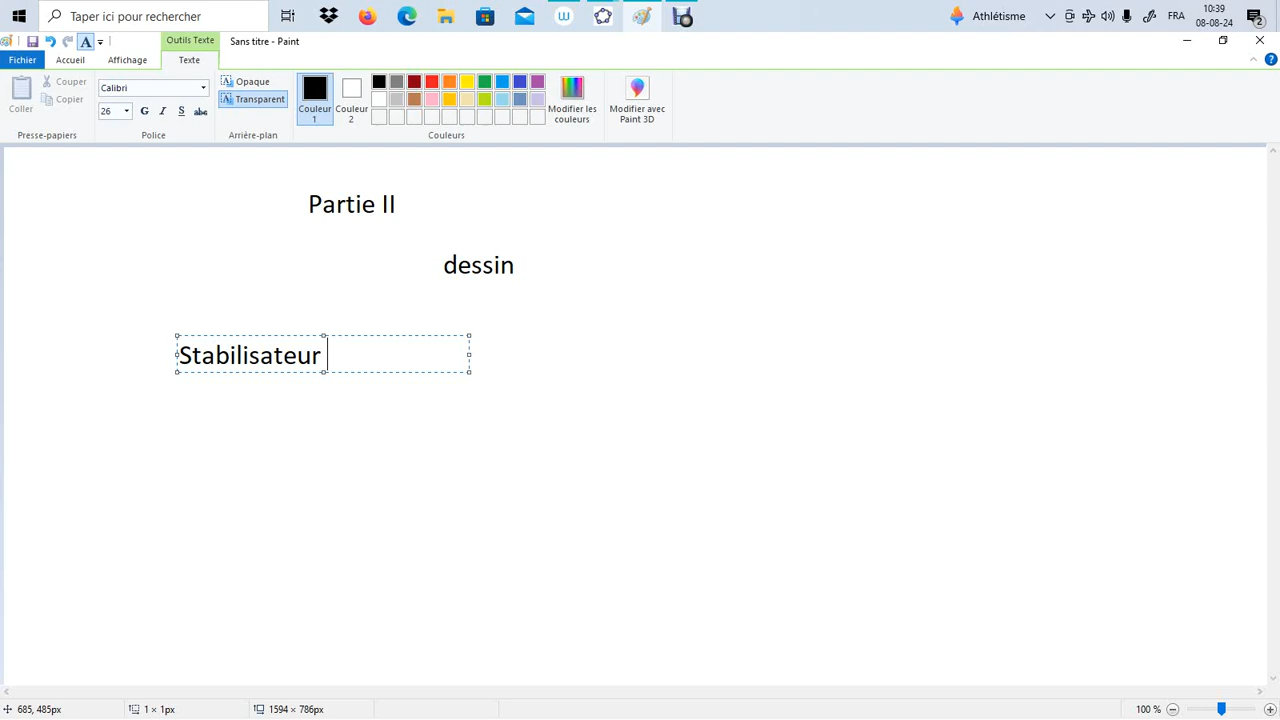 Taper ici pour rechercher
Athlétisme
FRA
10:39
08-08-24
2
Outils Texte
Sans titre - Paint
Fichier
Accueil
Affichage
Texte
Coller
Couper
Copier
Presse-papiers
Calibri
26
G I S abc
Police
Opaque
Transparent
Arrière-plan
Couleur
1
Couleur
2
Modifier les
couleurs
Couleurs
Modifier avec
Paint 3D
Partie II
dessin
Stabilisateur
685, 485px
1 × 1px
1594 × 786px
100 %